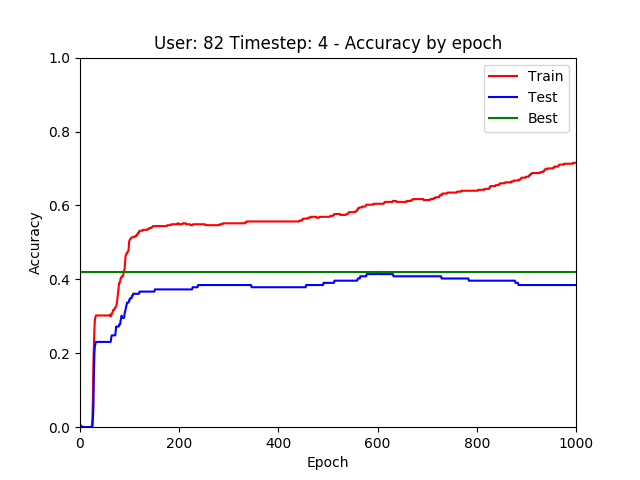 User: 82 Timestep: 4 - Accuracy by epoch
Accuracy
1.0
0.8
0.6
0.4
0.2
0.0
Train
Test
Best
0 200 400 600 800 1000
Epoch